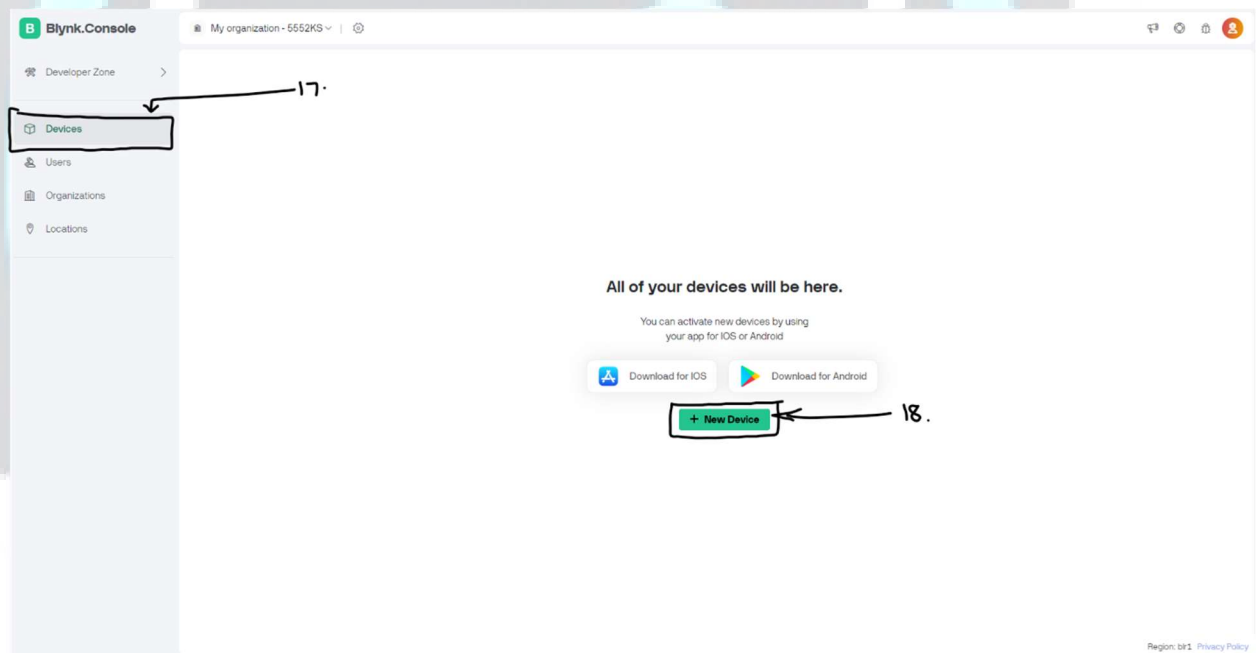 B Blynk.Console
My organization - 5552KS
Developer Zone
17.
Devices
Users
Organizations
Locations
All of your devices will be here.
You can activate new devices by using
your app for IOS or Android
Download for IOS
Download for Android
+ New Device
18.
Region: blr1 Privacy Policy